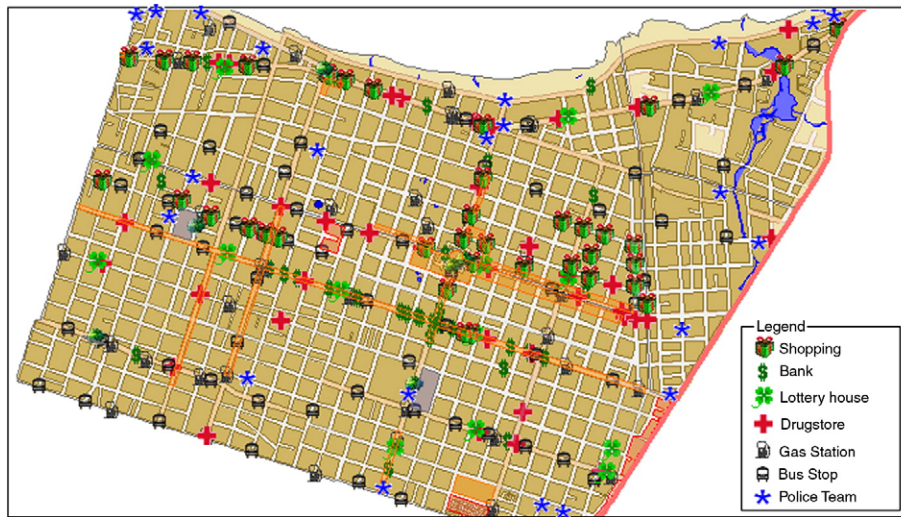 Legend
Shopping
Bank
Lottery house
Drugstore
Gas Station
Bus Stop
Police Team